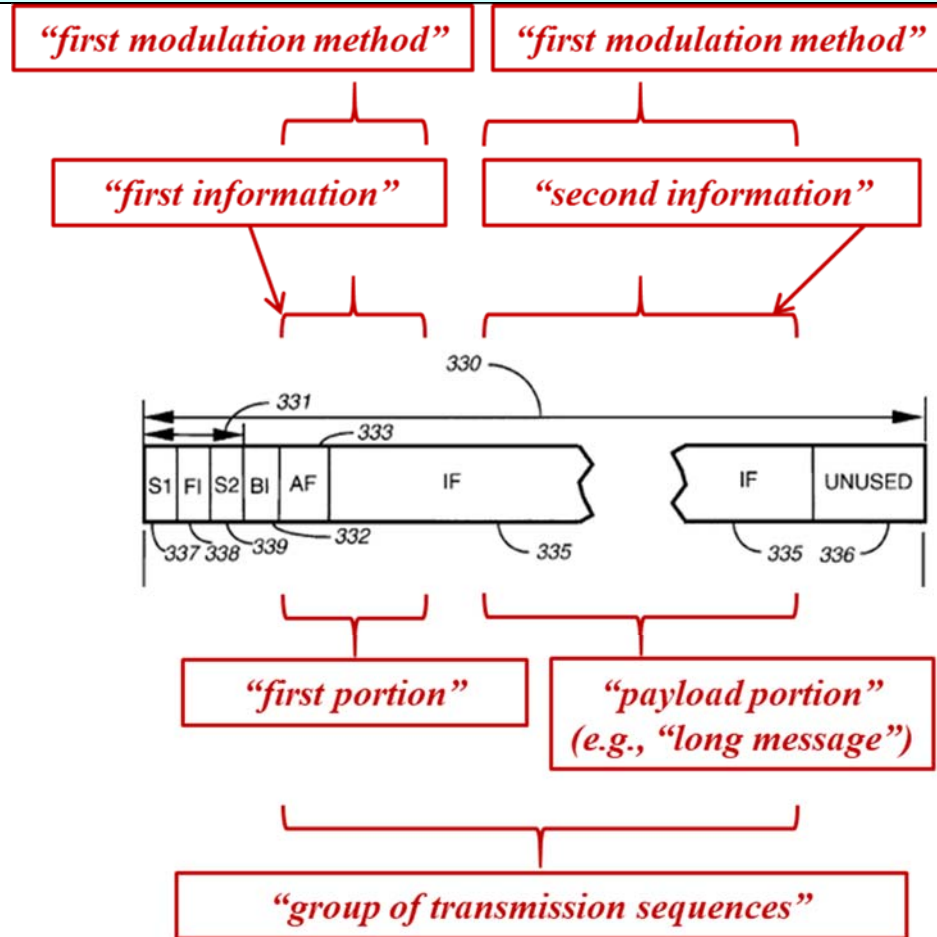 “first modulation method” “first modulation method”
“first information” “second information”
330
331 333
S1 FI S2 BI AF IF IF UNUSED
337 338 339 332 335 335 336
“first portion” “payload portion”
(e.g., “long message”)
“group of transmission sequences”